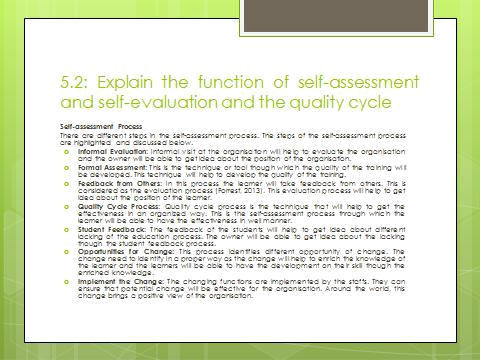 5.2: Explain the function of self-assessment
and self-evaluation and the quality cycle
Self-assessment Process
There are different steps in the self-assessment process. The steps of the self-assessment process
are highlighted and discussed below.
Informal Evaluation: Informal visit at the organisation will help to evaluate the organisation
and the owner will be able to get idea about the position of the organisation.
Formal Assessment: This is the technique or tool though which the quality of the training will
be developed. This technique will help to develop the quality of the training.
Feedback from Others: In this process the learner will take feedback from others. This is
considered as the evaluation process (Forrest, 2013). This evaluation process will help to get
idea about the position of the learner.
Quality Cycle Process: Quality cycle process is the technique that will help to get the
effectiveness in an organized way. This is the self-assessment process through which the
learner will be able to have the effectiveness in well manner.
Student Feedback: The feedback of the students will help to get idea about different
lacking of the education process. The owner will be able to get idea about the lacking
though the student feedback process.
Opportunities for Change: This process identifies different opportunity of change. The
change need to identify in a proper way as the change will help to enrich the knowledge of
the learner and the learners will be able to have the development on their skill though the
enriched knowledge.
Implement the Change: The changing functions are implemented by the staffs. They can
ensure that potential change will be effective for the organisation. Around the world, this
change brings a positive view of the organisation.